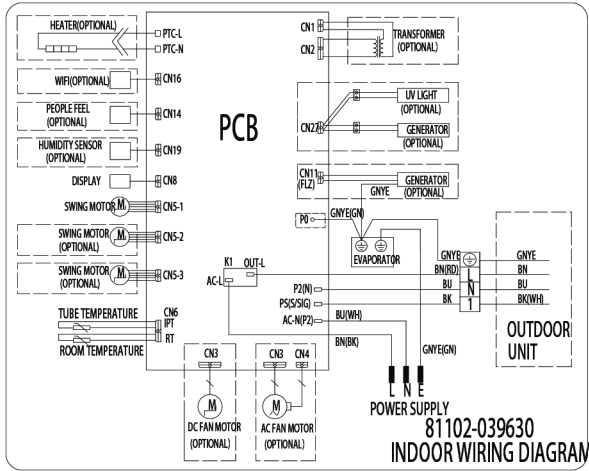 HEATER(OPTIONAL)
PTC-L
PTC-N
WIFI(OPTIONAL)
CN16
PEOPLE FEEL
(OPTIONAL)
CN14
HUMIDITY SENSOR
(OPTIONAL)
CN19
DISPLAY
CN8
SWING MOTOR
M
CN5-1
SWING MOTOR
(OPTIONAL)
M
CN5-2
SWING MOTOR
(OPTIONAL)
M
CN5-3
TUBE TEMPERATURE
CN6
IPT
RT
ROOM TEMPERATURE
PCB
CN1
CN2
TRANSFORMER
(OPTIONAL)
UV LIGHT
(OPTIONAL)
CN27
GENERATOR
(OPTIONAL)
CN11
(FLZ)
GENERATOR
(OPTIONAL)
GNYE
P0
GNYE(GN)
EVAPORATOR
K1
OUT-L
AC-L
P2(N)
PS(S/SIG)
AC-N(P2)
BU(WH)
BN(BK)
GNYE(GN)
GNYE
BN(RD)
BU
BK
L
N
1
GNYE
BN
BU
BK(WH)
OUTDOOR
UNIT
CN3
M
DC FAN MOTOR
(OPTIONAL)
CN3
CN4
M
AC FAN MOTOR
(OPTIONAL)
L N E
POWER SUPPLY
81102-039630
INDOOR WIRING DIAGRAM